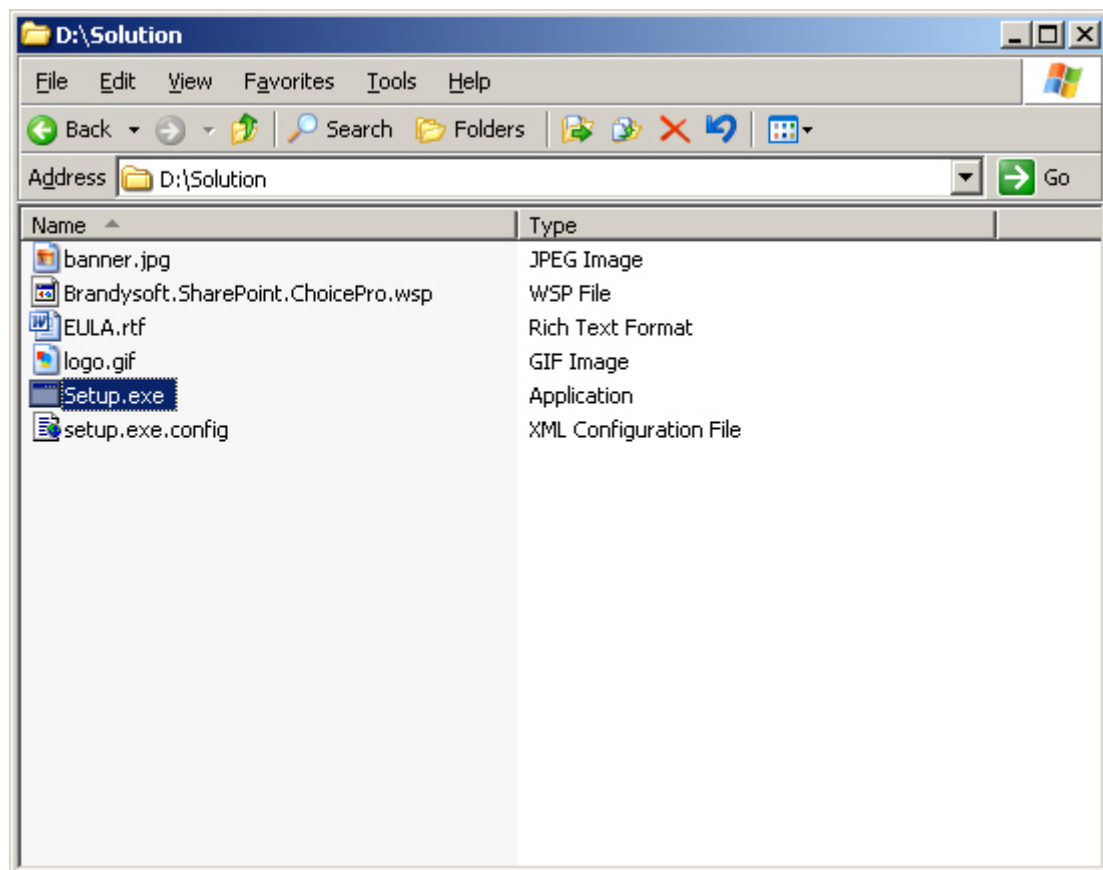 D:\Solution
File Edit View Favorites Tools Help
Back Search Folders
Address D:\Solution Go
Name Type
banner.jpg JPEG Image
Brandysoft.SharePoint.ChoicePro.wsp WSP File
EULA.rtf Rich Text Format
logo.gif GIF Image
Setup.exe Application
setup.exe.config XML Configuration File